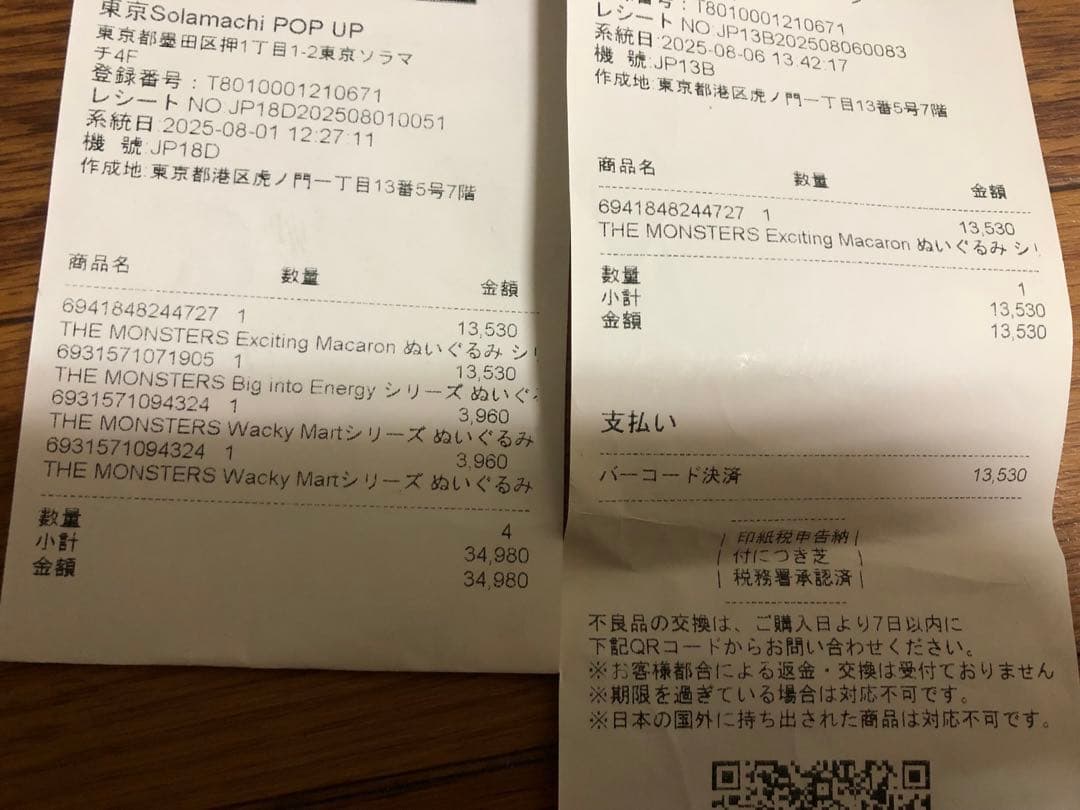 東京Solamachi POP UP
東京都墨田区押1丁目1-2東京ソラマ
チ4F
登録番号：T8010001210671
レシート NO:JP18D202508010051
系統日:2025-08-01 12:27:11
機 號:JP18D
作成地:東京都港区虎ノ門一丁目13番5号7階
商品名 数量 金額
6941848244727 1 13,530
THE MONSTERS Exciting Macaron ぬいぐるみ シリ
6931571071905 1 13,530
THE MONSTERS Big into Energy シリーズ ぬいぐ
6931571094324 1 3,960
THE MONSTERS Wacky Martシリーズ ぬいぐるみ
6931571094324 1 3,960
THE MONSTERS Wacky Martシリーズ ぬいぐるみ
数量 4
小計 34,980
金額 34,980
番号：T8010001210671
レシート NO:JP13B202508060083
系統日:2025-08-06 13:42:17
機 號:JP13B
作成地:東京都港区虎ノ門一丁目13番5号7階
商品名 数量 金額
6941848244727 1 13,530
THE MONSTERS Exciting Macaron ぬいぐるみ シ
数量 1
小計 13,530
金額 13,530
支払い
バーコード決済 13,530
印紙税申告納
付につき芝
税務署承認済
不良品の交換は、ご購入日より7日以内に
下記QRコードからお問い合わせください。
※お客様都合による返金・交換は受付ておりません
※期限を過ぎている場合は対応不可です。
※日本の国外に持ち出された商品は対応不可です。